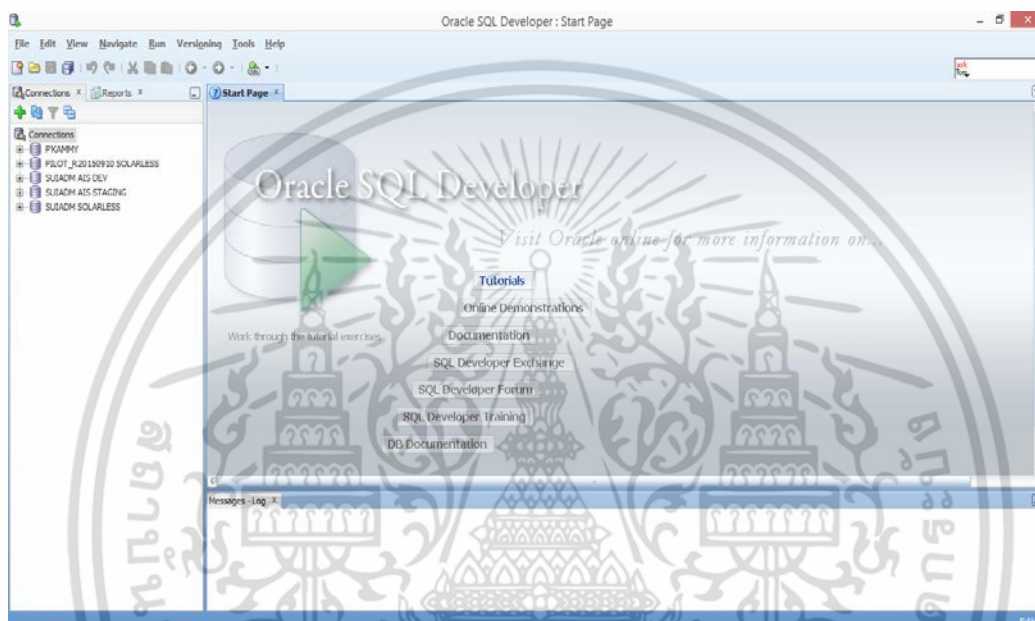 Oracle SQL Developer : Start Page
File Edit View Navigate Run Versioning Tools Help
Connections Reports
Start Page
Connections
PKAMMY
PILOT_R20150910 SOLARLESS
SUIADM AIS DEV
SUIADM AIS STAGING
SUIADM SOLARLESS
Oracle SQL Developer
Visit Oracle online for more information on...
Tutorials
Online Demonstrations
Work through the tutorial exercises.
Documentation
SQL Developer Exchange
SQL Developer Forum
SQL Developer Training
DB Documentation
Messages - Log